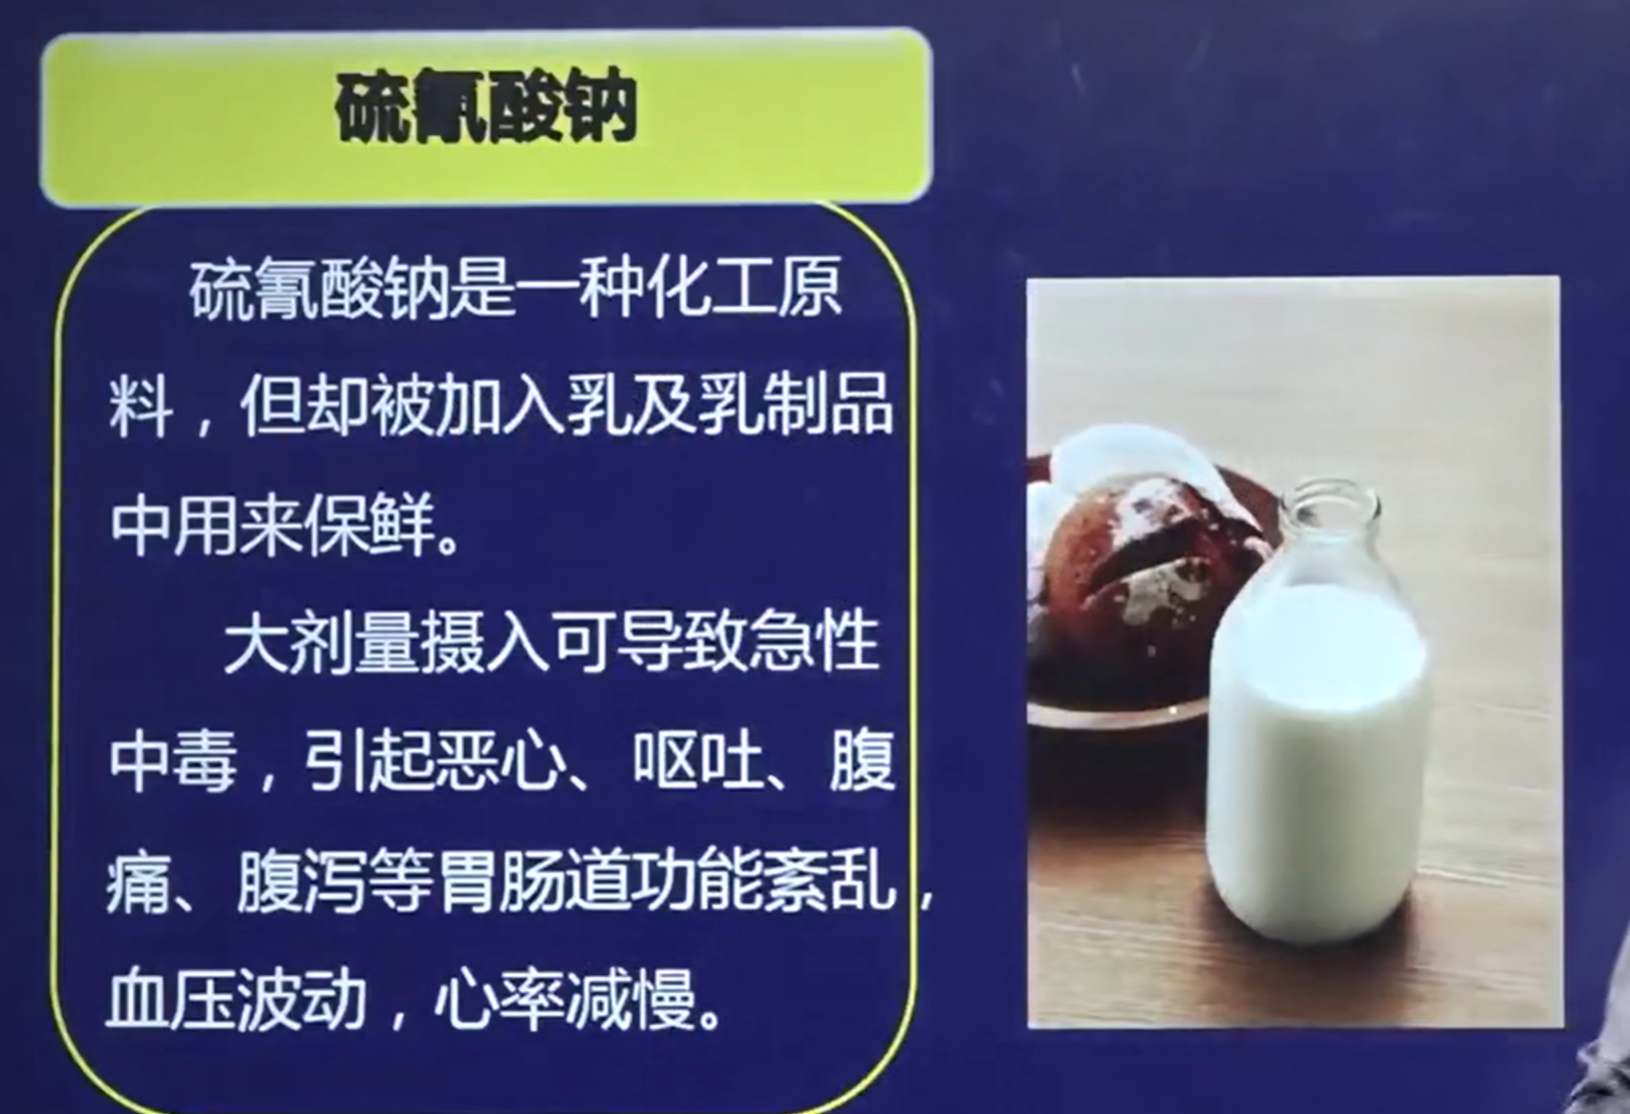 硫氰酸钠
硫氰酸钠是一种化工原
料，但却被加入乳及乳制品
中用来保鲜。
大剂量摄入可导致急性
中毒，引起恶心、呕吐、腹
痛、腹泻等胃肠道功能紊乱，
血压波动，心率减慢。